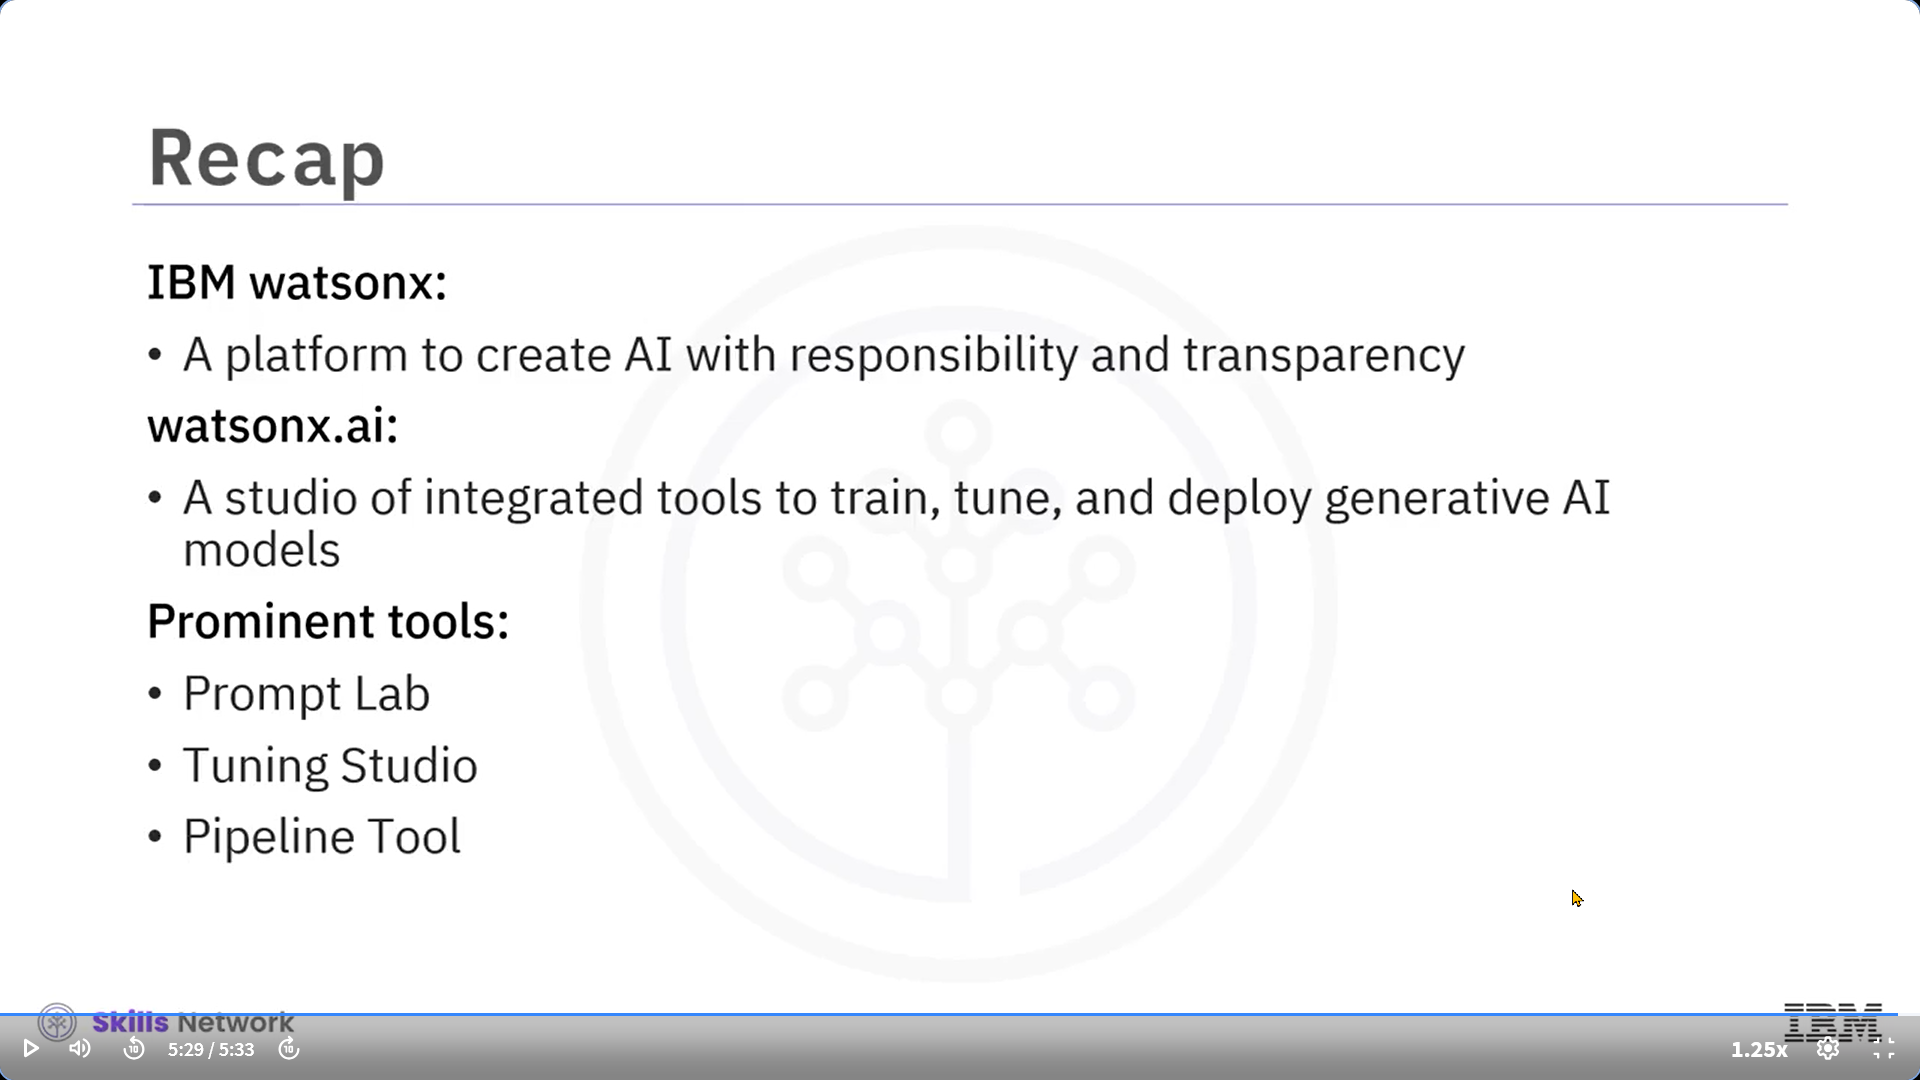 Recap
IBM watsonx:
• A platform to create AI with responsibility and transparency
watsonx.ai:
• A studio of integrated tools to train, tune, and deploy generative AI
models
Prominent tools:
• Prompt Lab
• Tuning Studio
• Pipeline Tool
Skills Network
IBM
10
5:29 / 5:33
10
1.25x